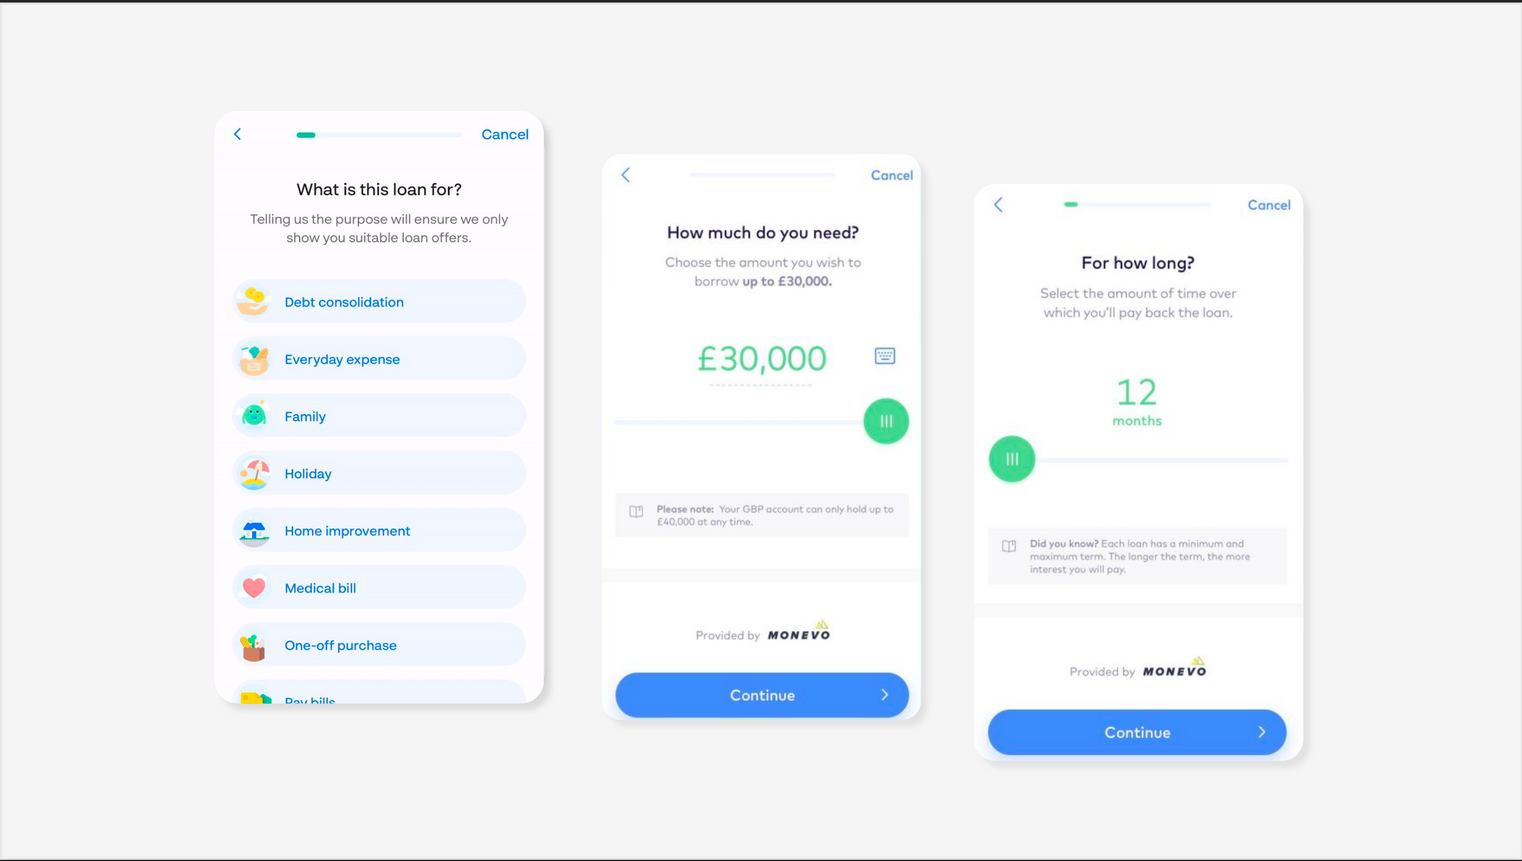 Cancel
What is this loan for?
Telling us the purpose will ensure we only
show you suitable loan offers.
Debt consolidation
Everyday expense
Family
Holiday
Home improvement
Medical bill
One-off purchase
Pay bills
Cancel
How much do you need?
Choose the amount you wish to
borrow up to £30,000.
£30,000
Please note: Your GBP account can only hold up to
£40,000 at any time.
Provided by MONEVO
Continue
Cancel
For how long?
Select the amount of time over
which you'll pay back the loan.
12
months
Did you know? Each loan has a minimum and
maximum term. The longer the term, the more
interest you will pay.
Provided by MONEVO
Continue